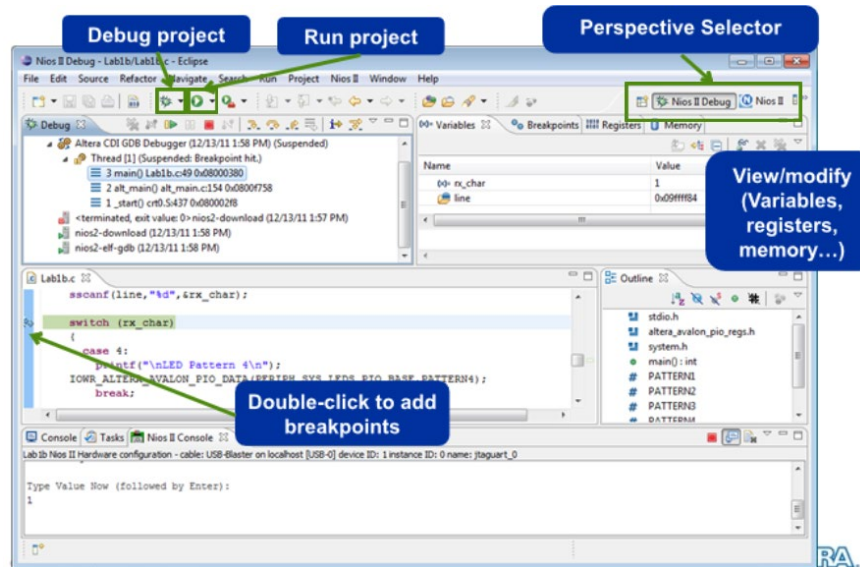 Debug project
Run project
Perspective Selector
Nios II Debug - Lab1b/Lab1b.c - Eclipse
File Edit Source Refactor Navigate Search Run Project Nios II Window Help
Nios II Debug Nios II
Debug
Altera CDI GDB Debugger (12/13/11 1:58 PM) (Suspended)
Thread [1] (Suspended: Breakpoint hit.)
3 main() Lab1b.c:49 0x08000380
2 alt_main() alt_main.c:154 0x0800f758
1 _start() crt0.S:437 0x080002f8
<terminated, exit value: 0>nios2-download (12/13/11 1:57 PM)
nios2-download (12/13/11 1:58 PM)
nios2-elf-gdb (12/13/11 1:58 PM)
(x)= Variables Breakpoints Registers Memory
Name Value
(x)= rx_char 1
line 0x09ffff84
View/modify
(Variables,
registers,
memory…)
Lab1b.c
sscanf(line,"%d",&rx_char);
switch (rx_char)
{
case 4:
printf("\nLED Pattern 4\n");
IOWR_ALTERA_AVALON_PIO_DATA(PERIPH_SYS_LEDS_PIO_BASE,PATTERN4);
break;
Double-click to add
breakpoints
Outline
stdio.h
altera_avalon_pio_regs.h
system.h
main() : int
PATTERN1
PATTERN2
PATTERN3
PATTERN4
Console Tasks Nios II Console
Lab1b Nios II Hardware configuration - cable: USB-Blaster on localhost [USB-0] device ID: 1 instance ID: 0 name: jtaguart_0
Type Value Now (followed by Enter):
1
RA.